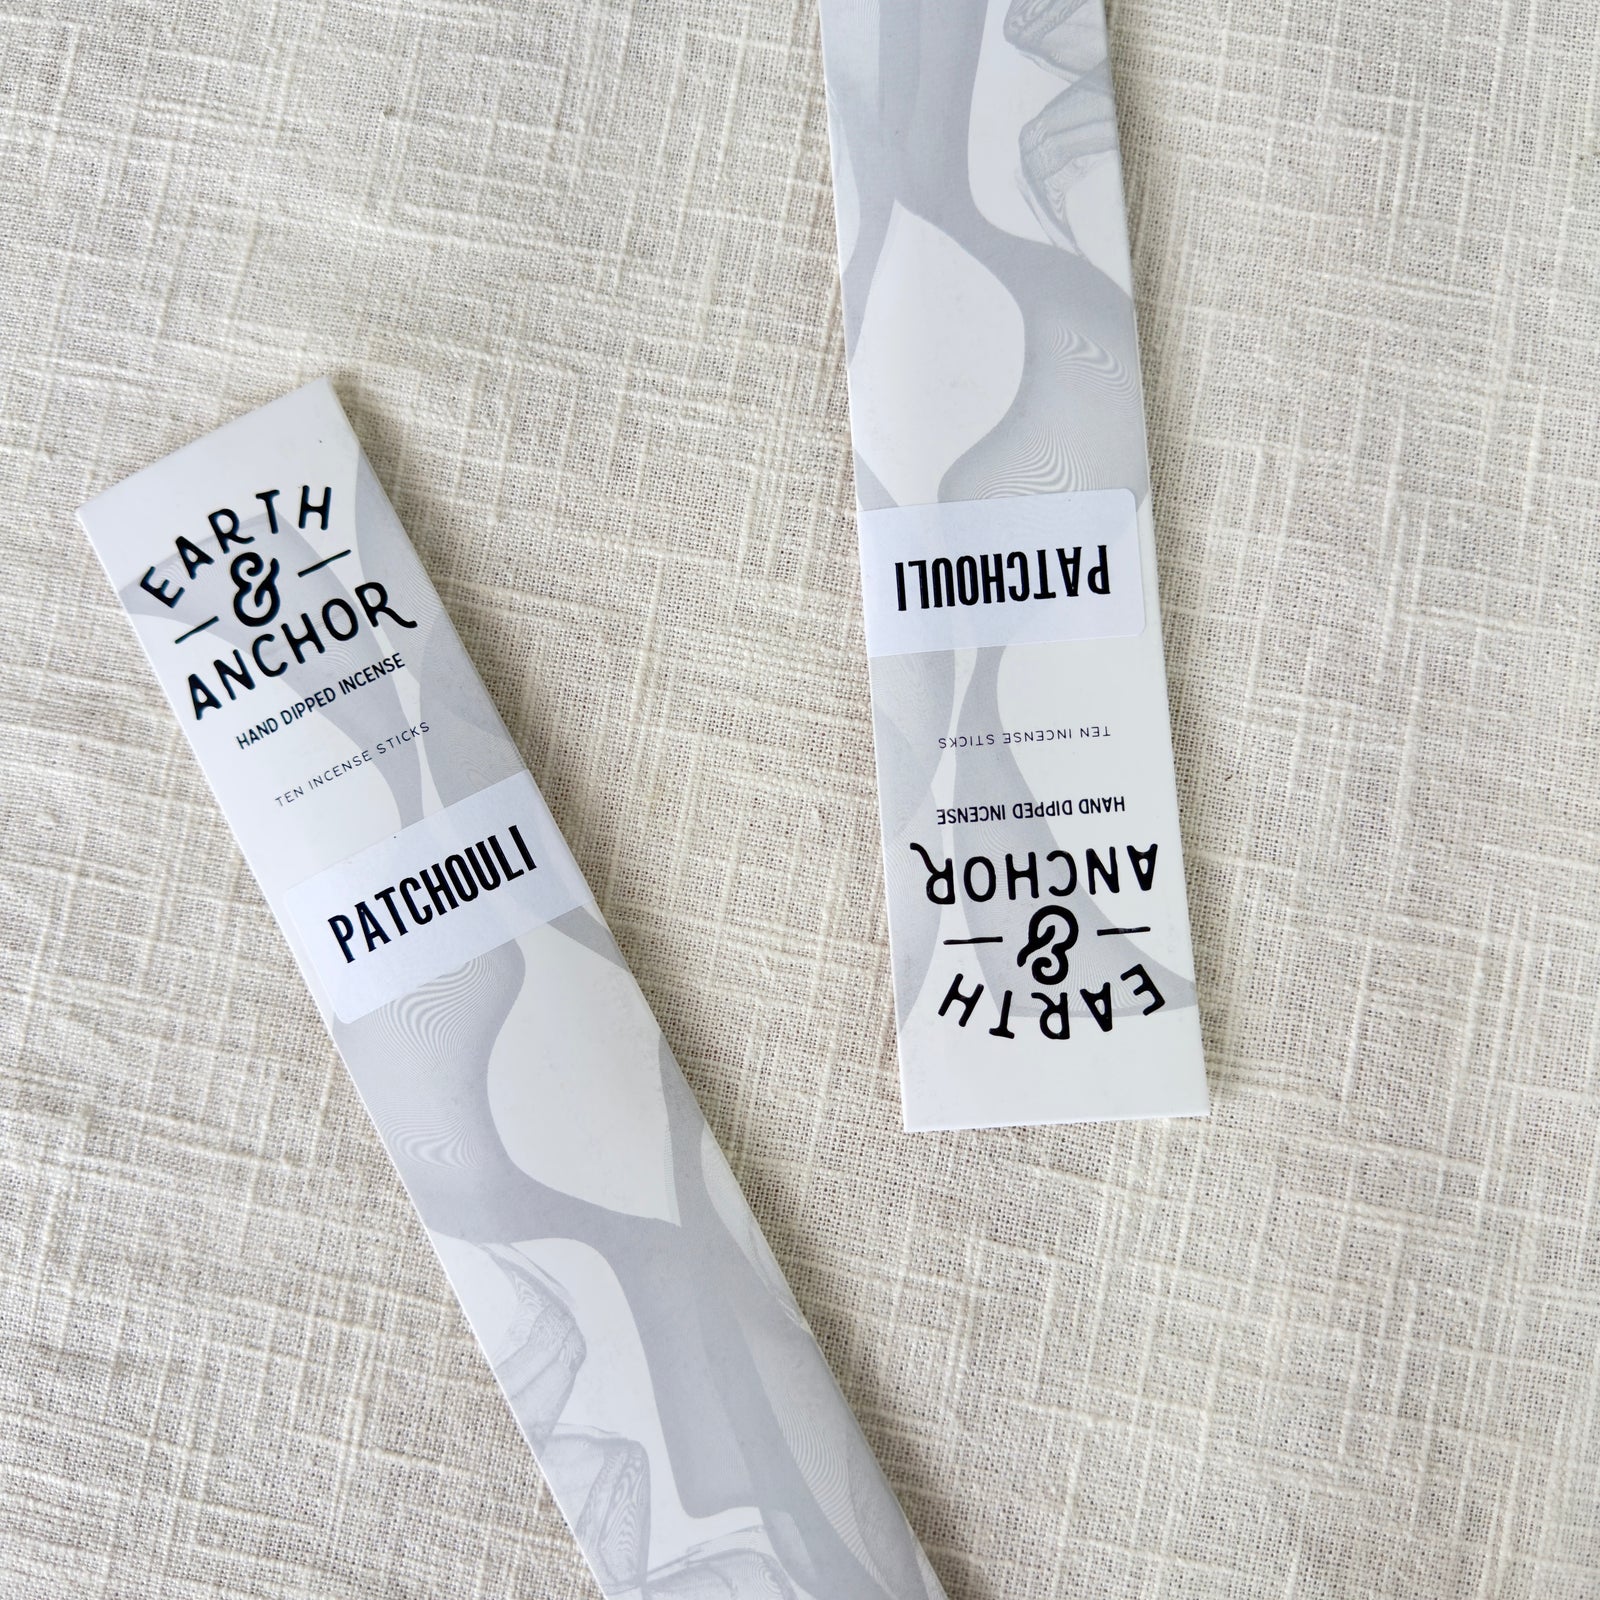 EARTH
&
ANCHOR
HAND DIPPED INCENSE
TEN INCENSE STICKS
PATCHOULI
EARTH
&
ANCHOR
HAND DIPPED INCENSE
TEN INCENSE STICKS
PATCHOULI